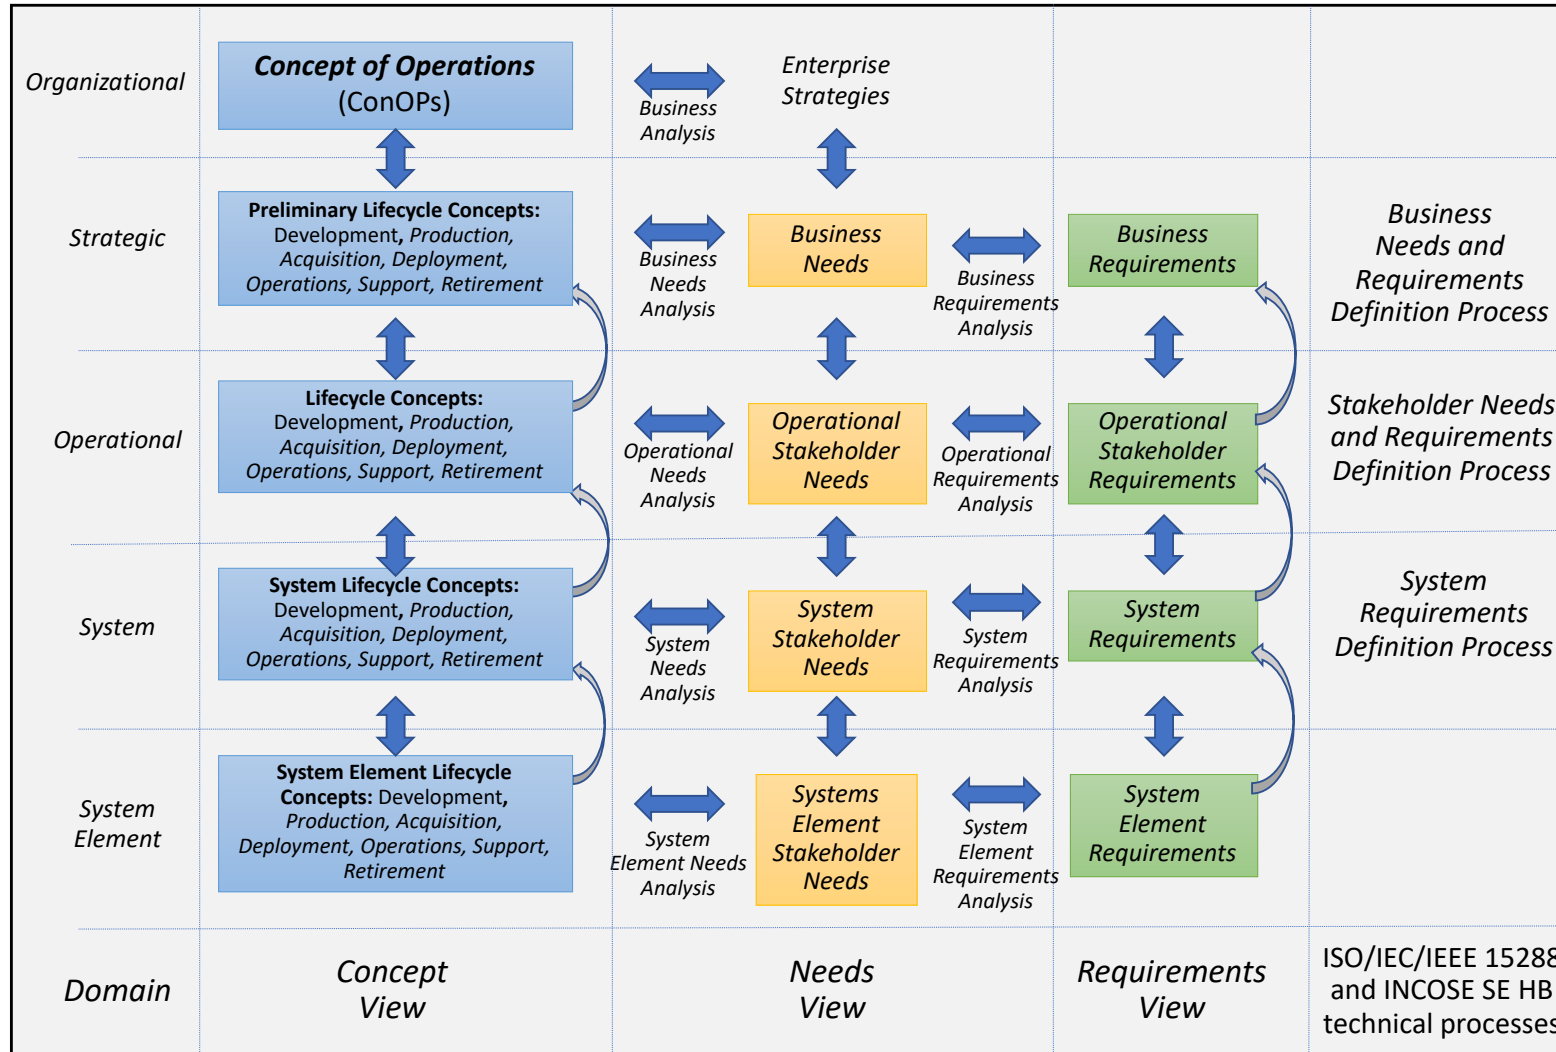 Organizational
Concept of Operations
(ConOPs)
Business
Analysis
Enterprise
Strategies
Strategic
Preliminary Lifecycle Concepts:
Development, Production,
Acquisition, Deployment,
Operations, Support, Retirement
Business
Needs
Analysis
Business
Needs
Business
Requirements
Analysis
Business
Requirements
Business
Needs and
Requirements
Definition Process
Operational
Lifecycle Concepts:
Development, Production,
Acquisition, Deployment,
Operations, Support, Retirement
Operational
Needs
Analysis
Operational
Stakeholder
Needs
Operational
Requirements
Analysis
Operational
Stakeholder
Requirements
Stakeholder Needs
and Requirements
Definition Process
System
System Lifecycle Concepts:
Development, Production,
Acquisition, Deployment,
Operations, Support, Retirement
System
Needs
Analysis
System
Stakeholder
Needs
System
Requirements
Analysis
System
Requirements
System
Requirements
Definition Process
System
Element
System Element Lifecycle
Concepts: Development,
Production, Acquisition,
Deployment, Operations, Support,
Retirement
System
Element Needs
Analysis
Systems
Element
Stakeholder
Needs
System
Element
Requirements
Analysis
System
Element
Requirements
Domain
Concept
View
Needs
View
Requirements
View
ISO/IEC/IEEE 15288
and INCOSE SE HB
technical processes